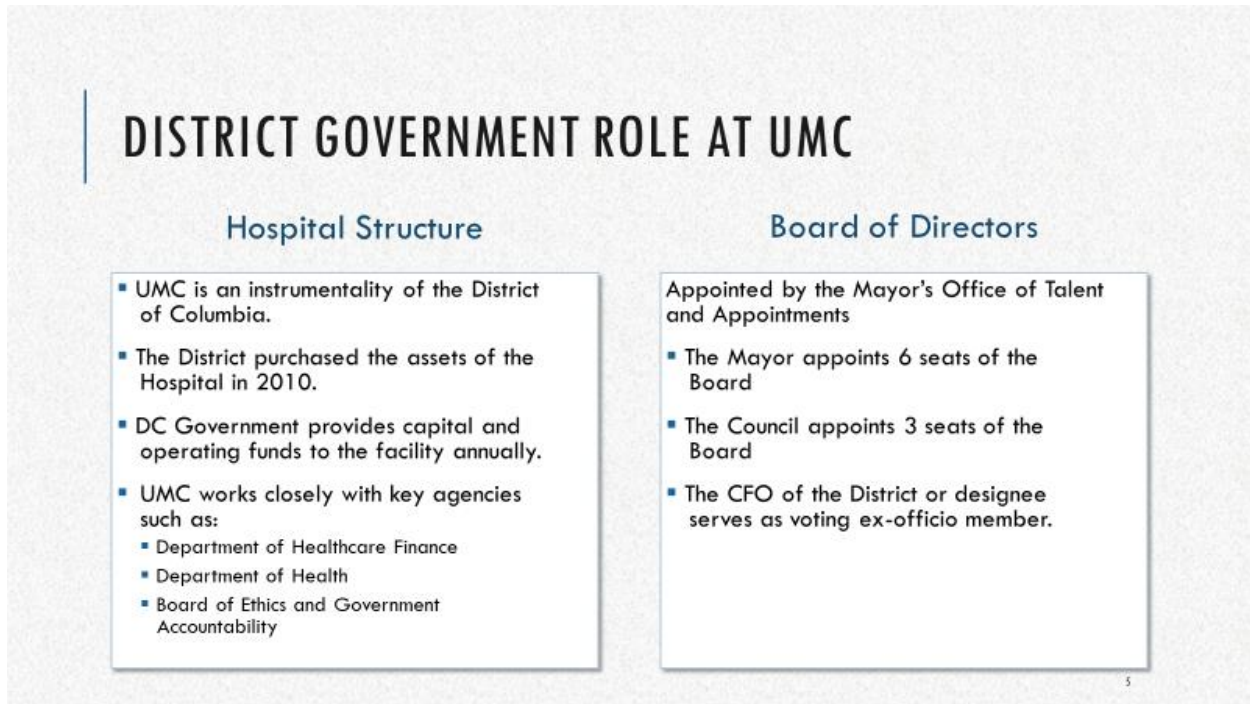 DISTRICT GOVERNMENT ROLE AT UMC
Hospital Structure
▪ UMC is an instrumentality of the District
of Columbia.
▪ The District purchased the assets of the
Hospital in 2010.
▪ DC Government provides capital and
operating funds to the facility annually.
▪ UMC works closely with key agencies
such as:
▪ Department of Healthcare Finance
▪ Department of Health
▪ Board of Ethics and Government
Accountability
Board of Directors
Appointed by the Mayor’s Office of Talent
and Appointments
▪ The Mayor appoints 6 seats of the
Board
▪ The Council appoints 3 seats of the
Board
▪ The CFO of the District or designee
serves as voting ex-officio member.
5